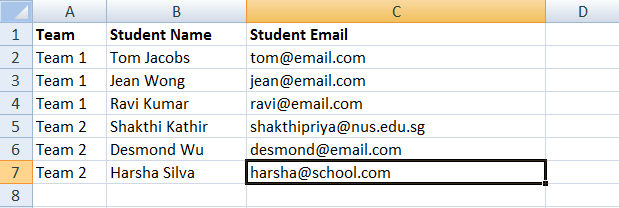 A B C D
1 Team Student Name Student Email
2 Team 1 Tom Jacobs tom@email.com
3 Team 1 Jean Wong jean@email.com
4 Team 1 Ravi Kumar ravi@email.com
5 Team 2 Shakthi Kathir shakthipriya@nus.edu.sg
6 Team 2 Desmond Wu desmond@email.com
7 Team 2 Harsha Silva harsha@school.com
8